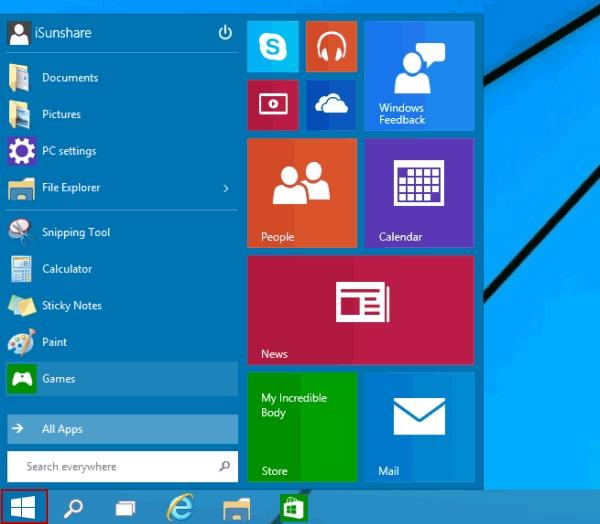 iSunshare
Documents
Pictures
PC settings
File Explorer
Snipping Tool
Calculator
Sticky Notes
Paint
Games
All Apps
Search everywhere
Windows
Feedback
People
Calendar
News
My Incredible
Body
Store
Mail